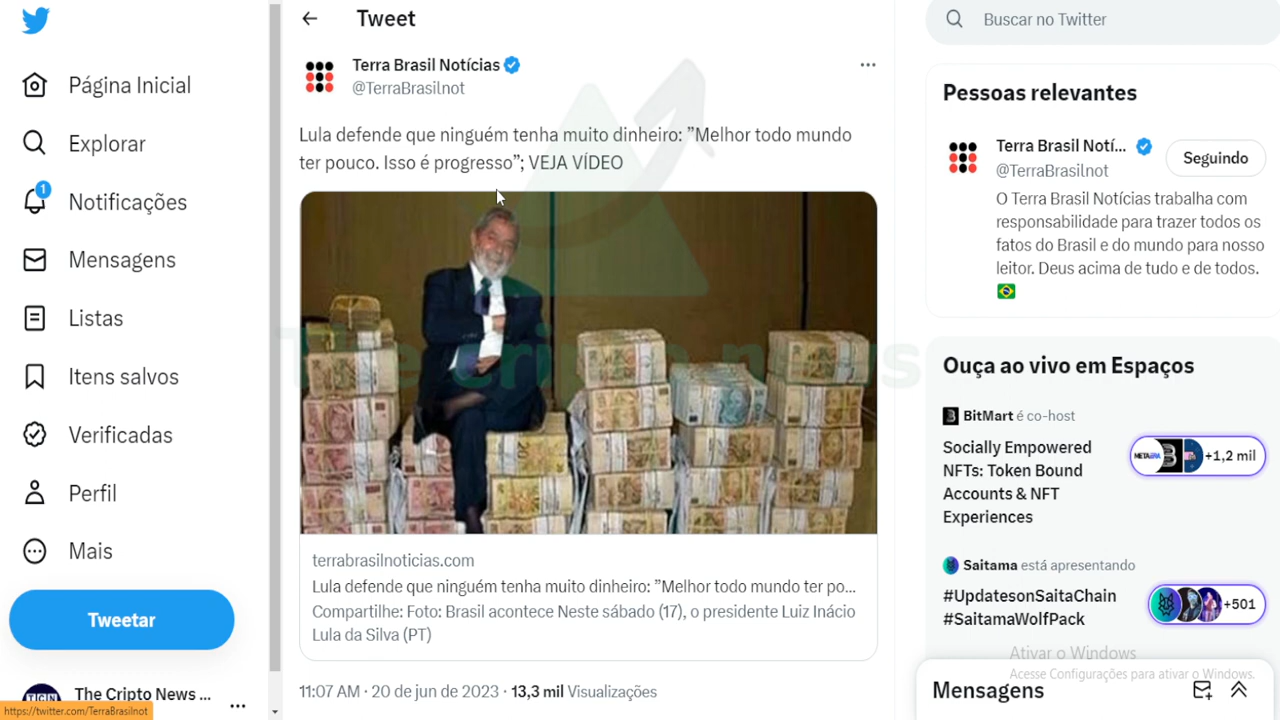 Tweet
Buscar no Twitter
Página Inicial
Explorar
1
Notificações
Mensagens
Listas
Itens salvos
Verificadas
Perfil
Mais
Tweetar
TCN
The Cripto News ...
https://twitter.com/TerraBrasilnot
Terra Brasil Notícias
@TerraBrasilnot
Lula defende que ninguém tenha muito dinheiro: ”Melhor todo mundo
ter pouco. Isso é progresso”; VEJA VÍDEO
The cripto news
terrabrasilnoticias.com
Lula defende que ninguém tenha muito dinheiro: ”Melhor todo mundo ter po...
Compartilhe: Foto: Brasil acontece Neste sábado (17), o presidente Luiz Inácio
Lula da Silva (PT)
11:07 AM · 20 de jun de 2023 · 13,3 mil Visualizações
Pessoas relevantes
Terra Brasil Notí...
@TerraBrasilnot
Seguindo
O Terra Brasil Notícias trabalha com
responsabilidade para trazer todos os
fatos do Brasil e do mundo para nosso
leitor. Deus acima de tudo e de todos.
Ouça ao vivo em Espaços
BitMart é co-host
Socially Empowered
NFTs: Token Bound
Accounts & NFT
Experiences
METAERA
+1,2 mil
Saitama está apresentando
#UpdatesonSaitaChain
#SaitamaWolfPack
+501
Ativar o Windows
Acesse Configurações para ativar o Windows.
Mensagens